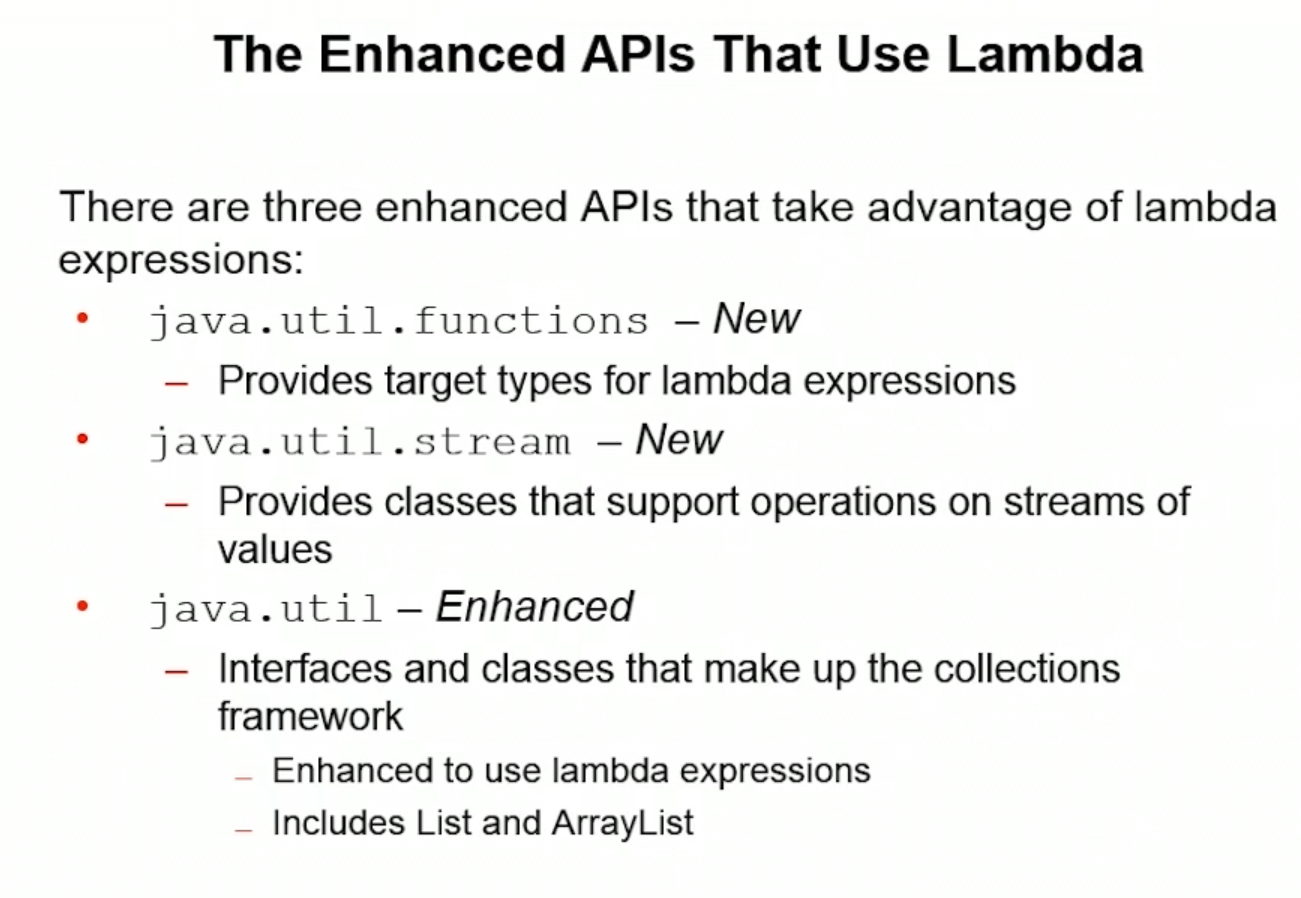 The Enhanced APIs That Use Lambda
There are three enhanced APIs that take advantage of lambda
expressions:
• java.util.functions – New
– Provides target types for lambda expressions
• java.util.stream – New
– Provides classes that support operations on streams of
values
• java.util – Enhanced
– Interfaces and classes that make up the collections
framework
– Enhanced to use lambda expressions
– Includes List and ArrayList